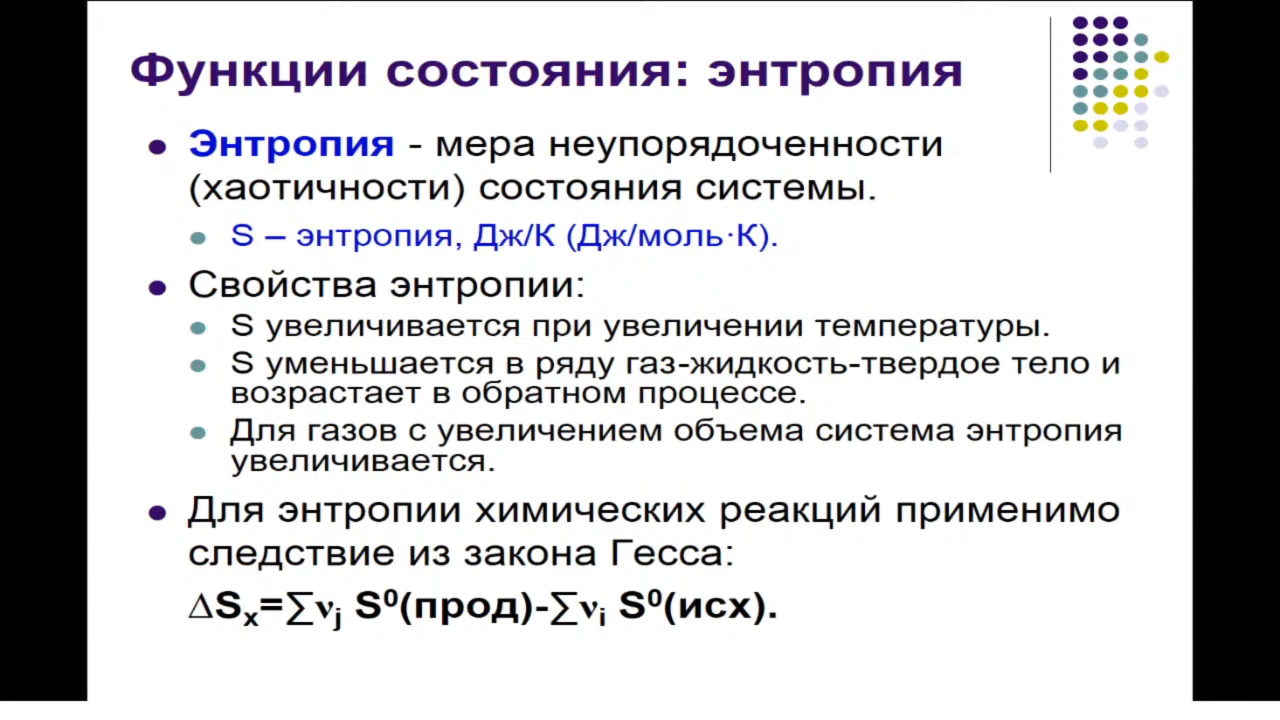 Функции состояния: энтропия
• Энтропия - мера неупорядоченности
(хаотичности) состояния системы.
• S – энтропия, Дж/К (Дж/моль·К).
• Свойства энтропии:
• S увеличивается при увеличении температуры.
• S уменьшается в ряду газ-жидкость-твердое тело и
возрастает в обратном процессе.
• Для газов с увеличением объема система энтропия
увеличивается.
• Для энтропии химических реакций применимо
следствие из закона Гесса:
∆Sₓ=∑νⱼ S⁰(прод)-∑νᵢ S⁰(исх).